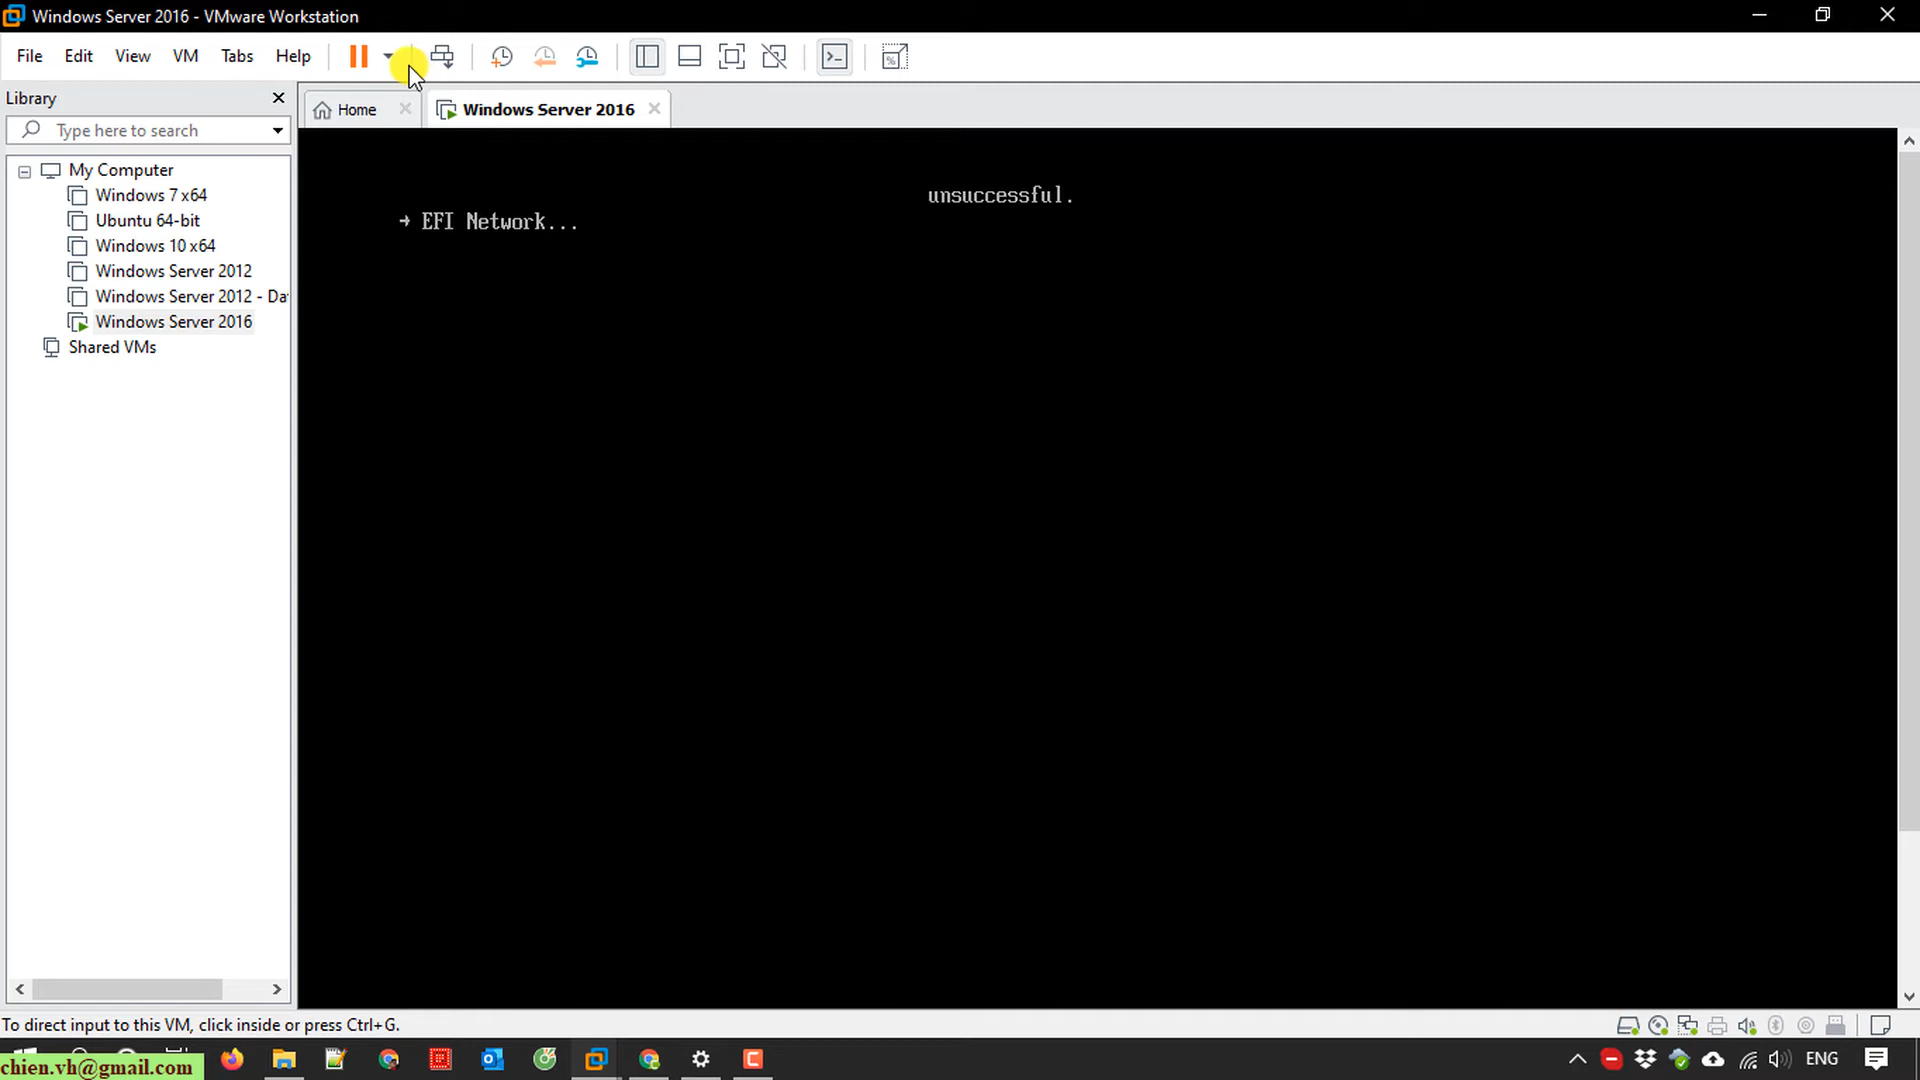 Windows Server 2016 - VMware Workstation
File Edit View VM Tabs Help
Library
Home
Windows Server 2016
Type here to search
My Computer
Windows 7 x64
Ubuntu 64-bit
Windows 10 x64
Windows Server 2012
Windows Server 2012 - Da
Windows Server 2016
Shared VMs
unsuccessful.
EFI Network...
To direct input to this VM, click inside or press Ctrl+G.
chien.vh@gmail.com
ENG